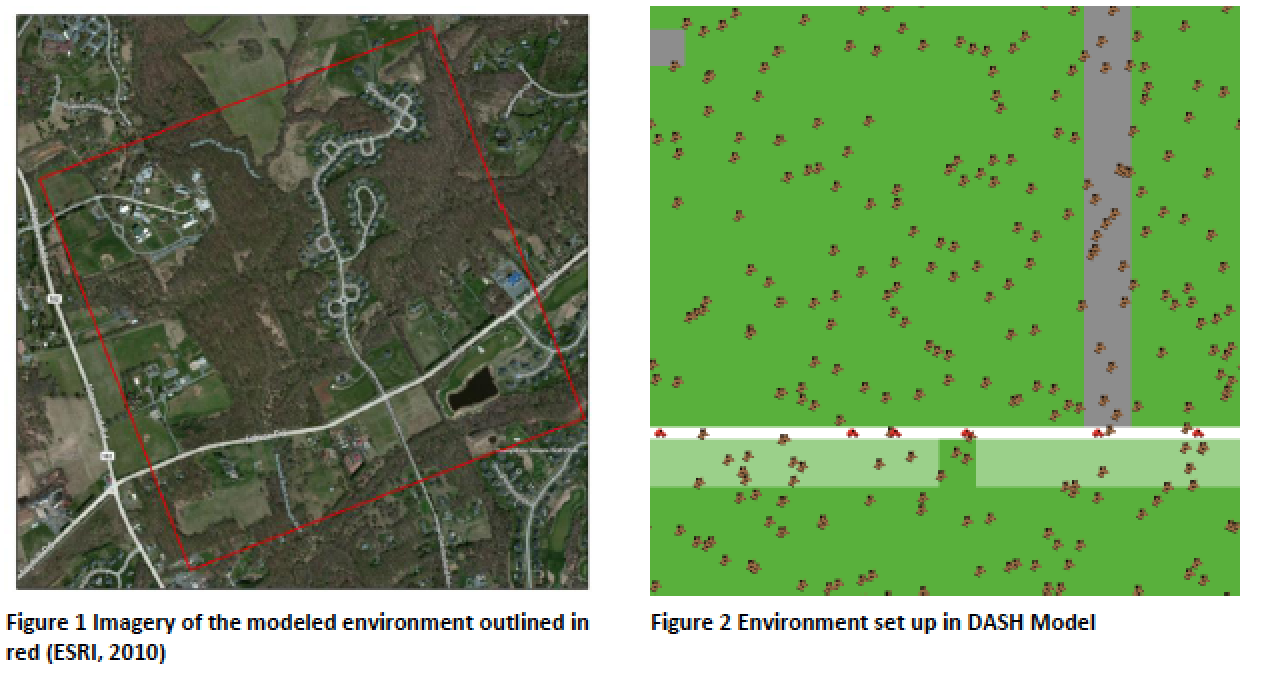 Figure 1 Imagery of the modeled environment outlined in
red (ESRI, 2010)
Figure 2 Environment set up in DASH Model